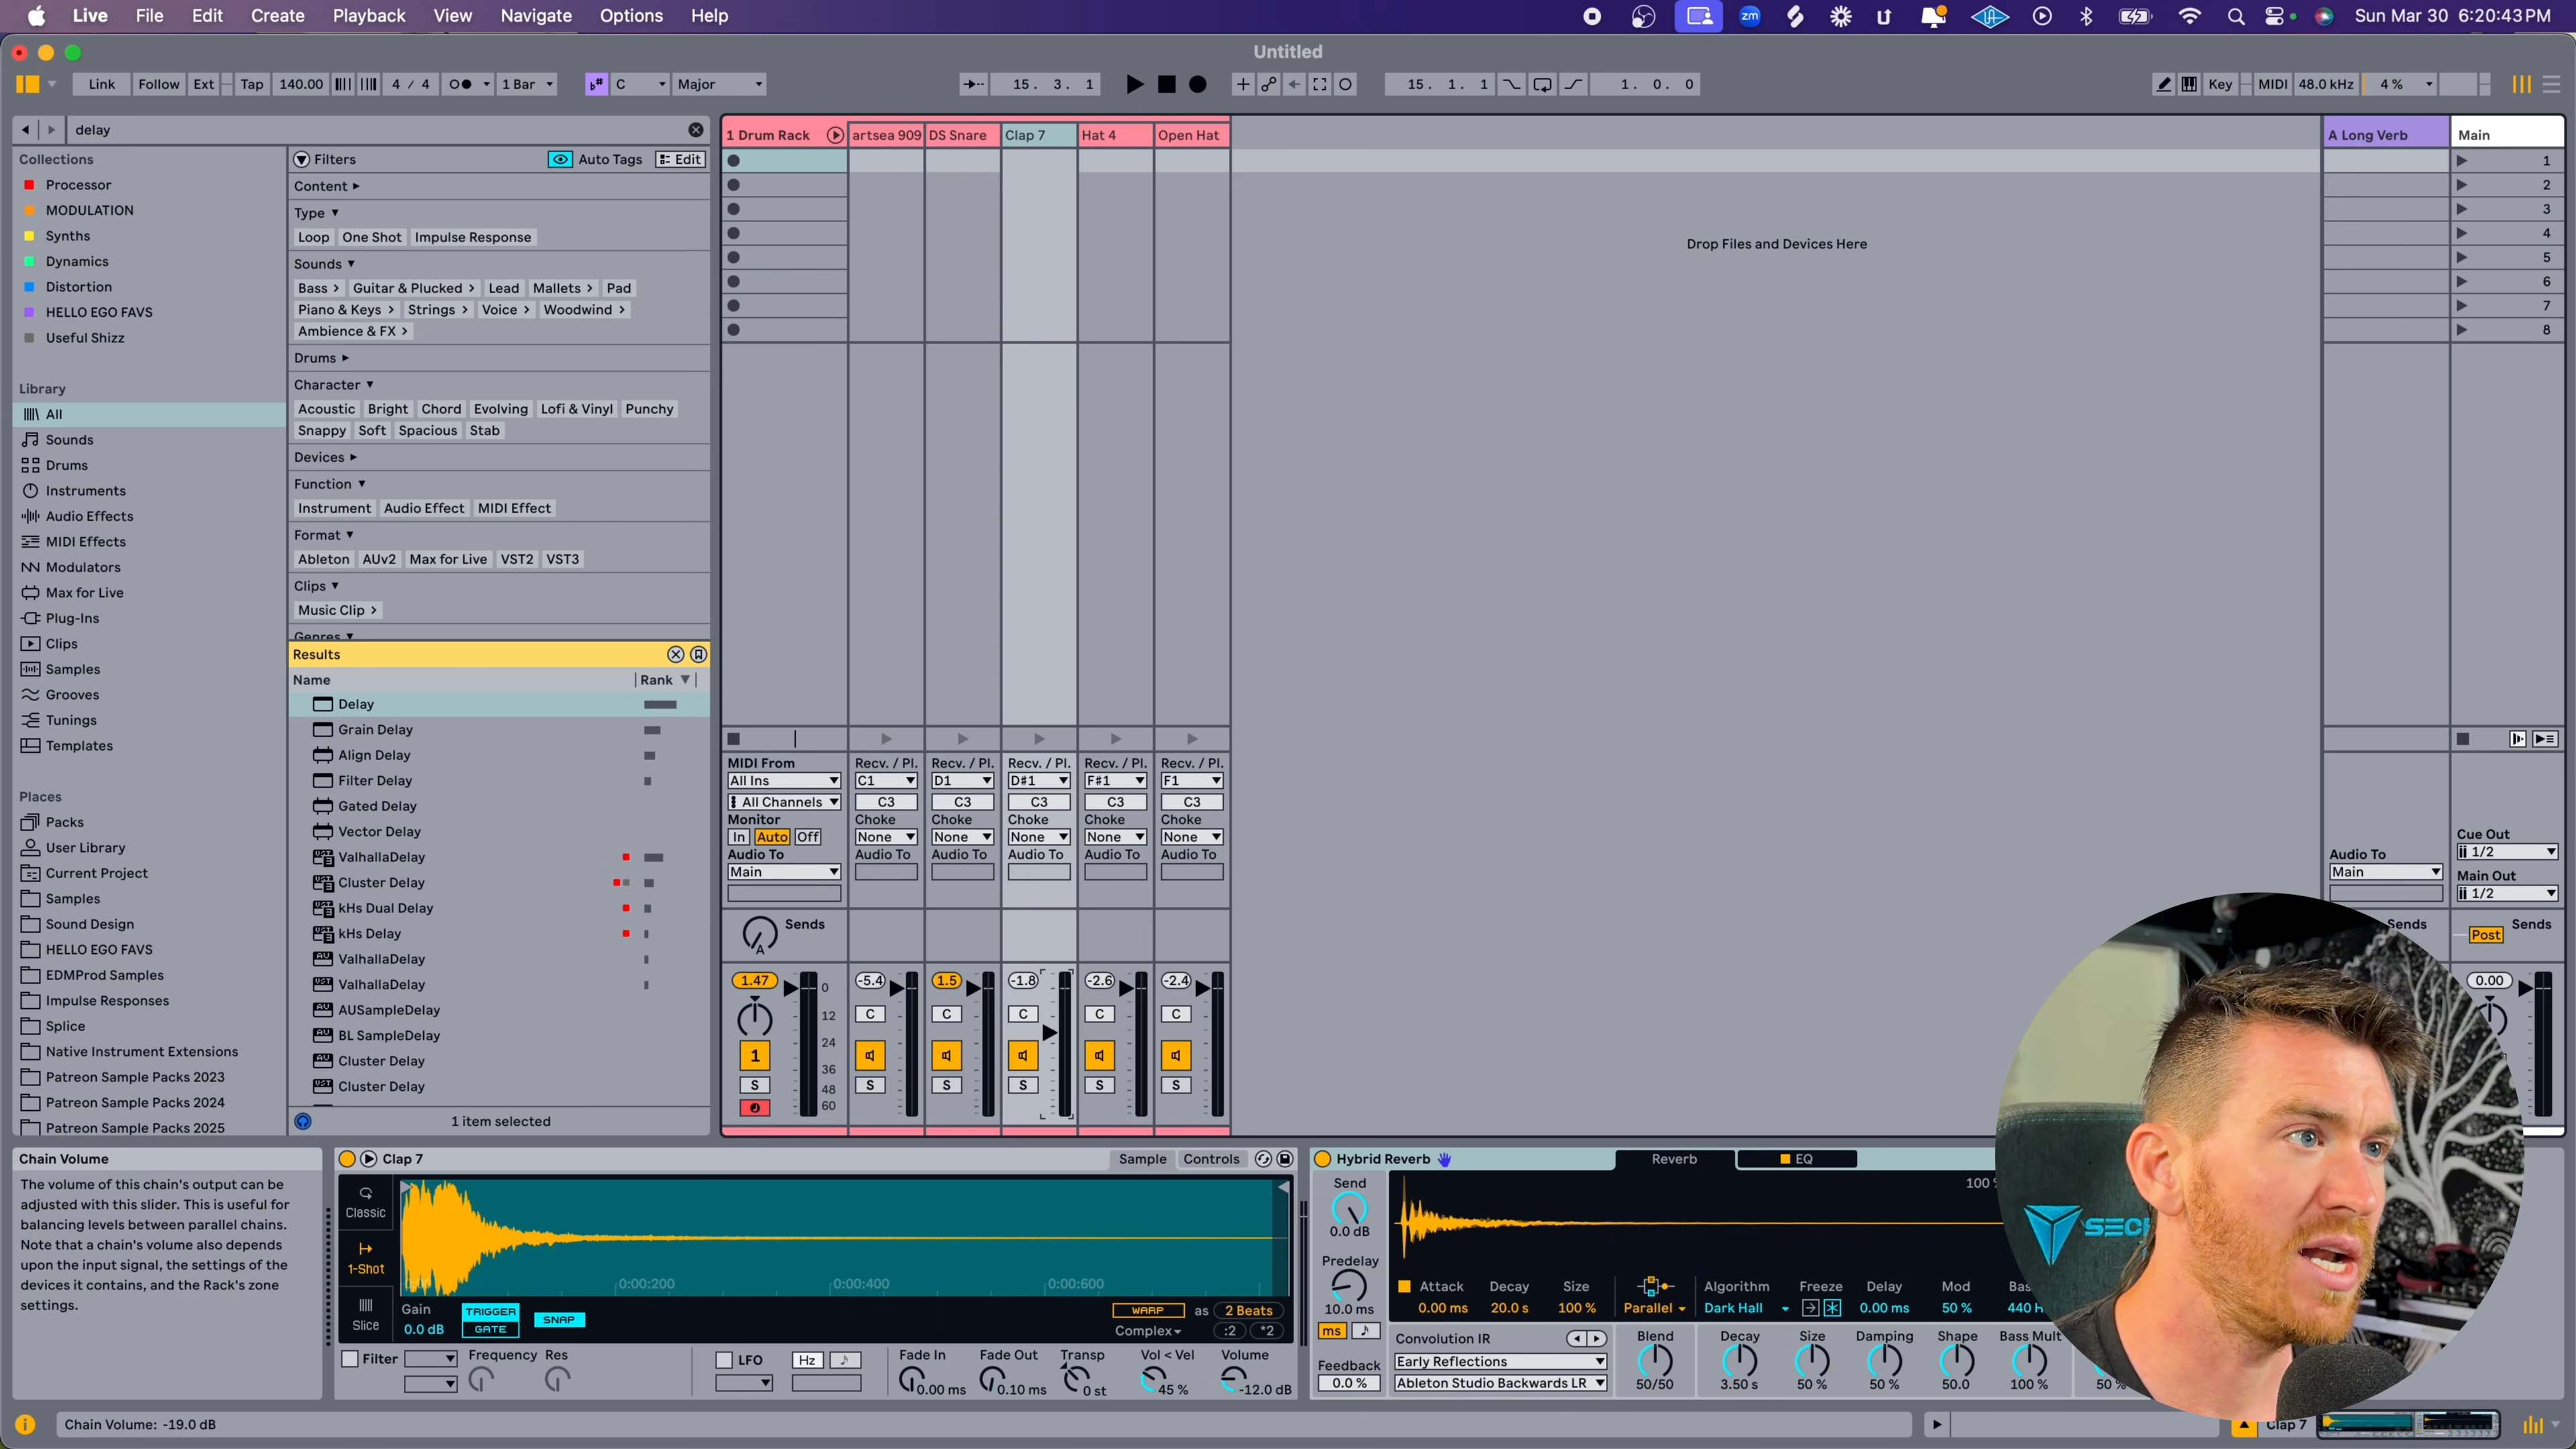 Live File Edit Create Playback View Navigate Options Help
zm
Sun Mar 30 6:20:43 PM
Untitled
Link Follow Ext Tap 140.00 4 / 4 1 Bar C Major
15. 3. 1
15. 1. 1
1. 0. 0
Key MIDI 48.0 kHz 4 %
delay
Collections
Processor
MODULATION
Synths
Dynamics
Distortion
HELLO EGO FAVS
Useful Shizz
Library
All
Sounds
Drums
Instruments
Audio Effects
MIDI Effects
Modulators
Max for Live
Plug-Ins
Clips
Samples
Grooves
Tunings
Templates
Places
Packs
User Library
Current Project
Samples
Sound Design
HELLO EGO FAVS
EDMProd Samples
Impulse Responses
Splice
Native Instrument Extensions
Patreon Sample Packs 2023
Patreon Sample Packs 2024
Patreon Sample Packs 2025
Filters Auto Tags Edit
Content
Type
Loop One Shot Impulse Response
Sounds
Bass > Guitar & Plucked > Lead Mallets > Pad
Piano & Keys > Strings > Voice > Woodwind >
Ambience & FX >
Drums
Character
Acoustic Bright Chord Evolving Lofi & Vinyl Punchy
Snappy Soft Spacious Stab
Devices
Function
Instrument Audio Effect MIDI Effect
Format
Ableton AUv2 Max for Live VST2 VST3
Clips
Music Clip >
Genres
Results
Name Rank
Delay
Grain Delay
Align Delay
Filter Delay
Gated Delay
Vector Delay
ValhallaDelay
Cluster Delay
kHs Dual Delay
kHs Delay
ValhallaDelay
ValhallaDelay
AUSampleDelay
BL SampleDelay
Cluster Delay
Cluster Delay
1 item selected
1 Drum Rack artsea 909 DS Snare Clap 7 Hat 4 Open Hat
A Long Verb Main
1
2
3
4
5
6
7
8
Drop Files and Devices Here
MIDI From Recv. / Pl. Recv. / Pl. Recv. / Pl. Recv. / Pl. Recv. / Pl.
All Ins C1 D1 D#1 F#1 F1
All Channels C3 C3 C3 C3 C3
Monitor Choke Choke Choke Choke Choke
In Auto Off None None None None None
Audio To Audio To Audio To Audio To Audio To Audio To
Main
Sends
A
1.47 -5.4 1.5 -1.8 -2.6 -2.4
0
12
24
36
48
60
C C C C C
1
S S S S S S
Cue Out
1/2
Audio To
Main
Main Out
1/2
Sends
Post
0.00
Chain Volume
The volume of this chain's output can be
adjusted with this slider. This is useful for
balancing levels between parallel chains.
Note that a chain's volume also depends
upon the input signal, the settings of the
devices it contains, and the Rack's zone
settings.
Clap 7 Sample Controls
Classic
1-Shot
Slice
0:00:200 0:00:400 0:00:600
Gain
0.0 dB
TRIGGER
GATE
SNAP
WARP as 2 Beats
Complex :2 *2
Filter Frequency Res LFO Hz
Fade In Fade Out Transp Vol < Vel Volume
0.00 ms 0.10 ms 0 st 45 % -12.0 dB
Hybrid Reverb Reverb EQ
Send
0.0 dB
Predelay
10.0 ms
ms
Feedback
0.0 %
100 %
Attack Decay Size Algorithm Freeze Delay Mod
0.00 ms 20.0 s 100 % Parallel Dark Hall 0.00 ms 50 %
Convolution IR
Early Reflections
Ableton Studio Backwards LR
Blend Decay Size Damping Shape Bass Mult
50/50 3.50 s 50 % 50 % 50.0 100 %
Chain Volume: -19.0 dB
Clap 7